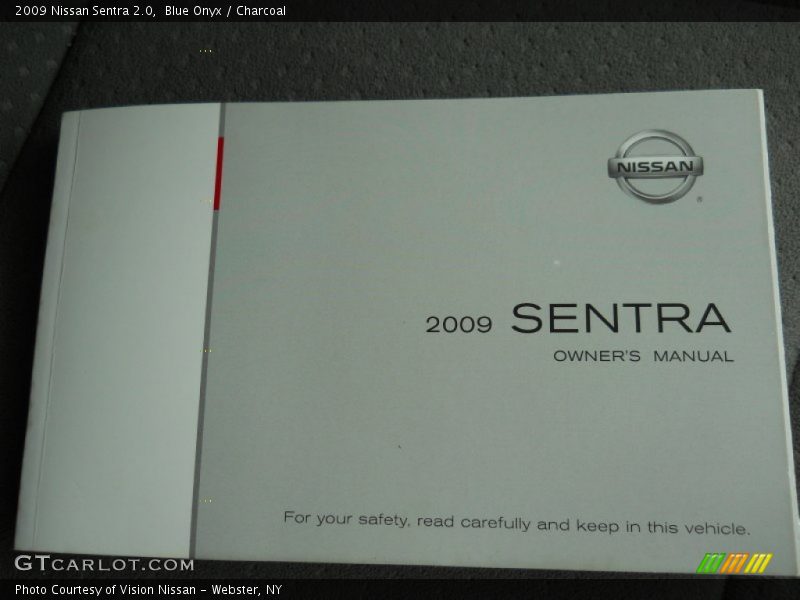 2009 Nissan Sentra 2.0,  Blue Onyx / Charcoal
NISSAN
®
2009 SENTRA
OWNER'S MANUAL
For your safety, read carefully and keep in this vehicle.
GTCARLOT.COM
Photo Courtesy of Vision Nissan - Webster, NY